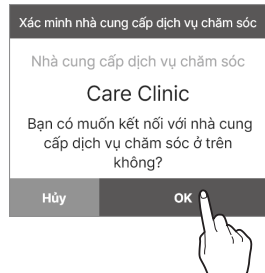 Xác minh nhà cung cấp dịch vụ chăm sóc
Nhà cung cấp dịch vụ chăm sóc
Care Clinic
Bạn có muốn kết nối với nhà cung
cấp dịch vụ chăm sóc ở trên
không?
Hủy OK